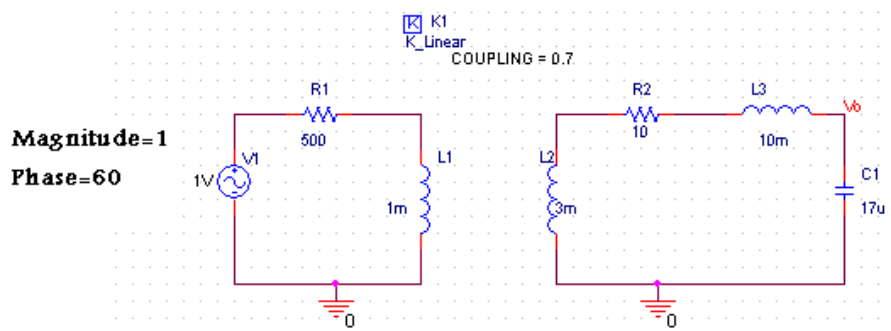 K K1
K_Linear
COUPLING = 0.7
R1
500
R2
10
L3
10m
Vo
Magnitude=1
Phase=60
V1
1V
L1
1m
L2
3m
C1
17u
0
0